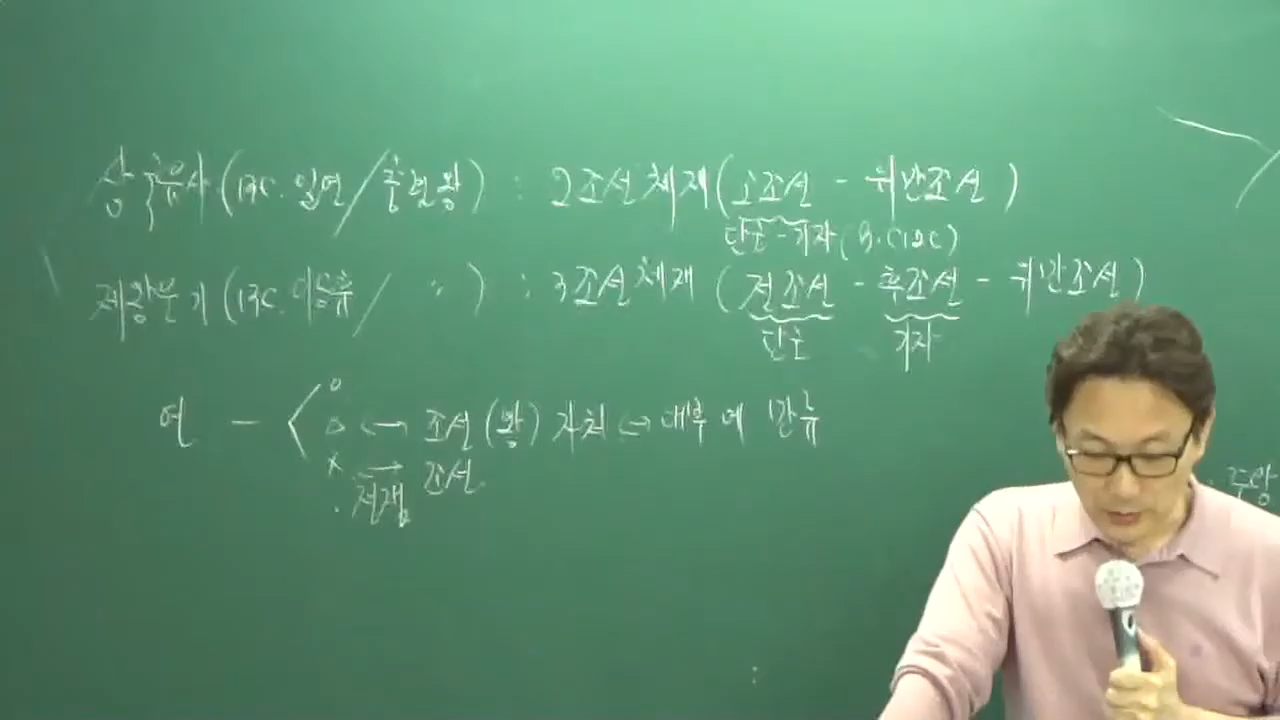 삼국유사(13C. 일연/충렬왕) : 2조선체제(고조선 - 위만조선)
단군-기자(B.C12C)
제왕운기(13C. 이승휴/ 〃 ) : 3조선체제 (전조선 - 후조선 - 위만조선)
단군 기자
연 - < o
△ ↔ 조선(왕) 자처 ↔ 대부 예 만류
x ↔ 조선
주왕